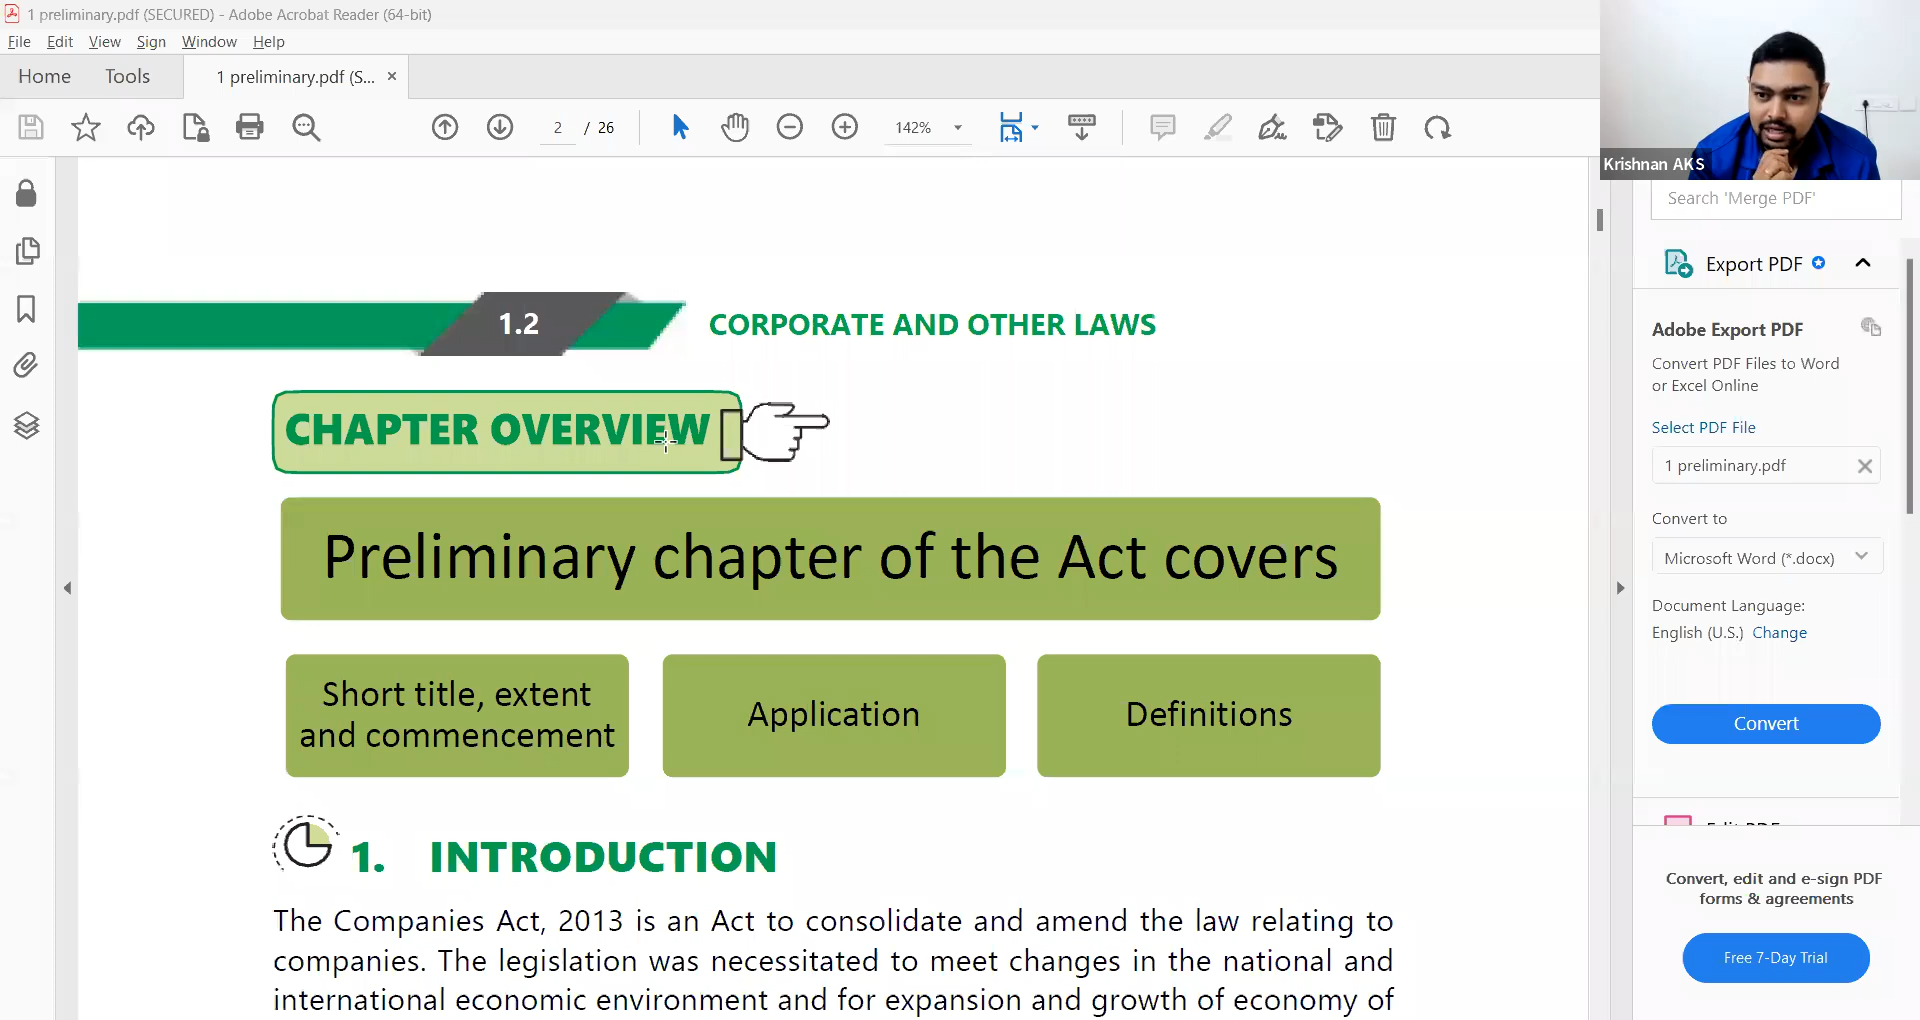 1 preliminary.pdf (SECURED) - Adobe Acrobat Reader (64-bit)
File Edit View Sign Window Help
Home Tools 1 preliminary.pdf (S... ×
2 / 26 142%
Krishnan AKS
Search 'Merge PDF'
Export PDF
Adobe Export PDF
Convert PDF Files to Word
or Excel Online
Select PDF File
1 preliminary.pdf
Convert to
Microsoft Word (*.docx)
Document Language:
English (U.S.) Change
Convert
Convert, edit and e-sign PDF
forms & agreements
Free 7-Day Trial
1.2 CORPORATE AND OTHER LAWS
CHAPTER OVERVIEW
Preliminary chapter of the Act covers
Short title, extent
and commencement
Application
Definitions
1. INTRODUCTION
The Companies Act, 2013 is an Act to consolidate and amend the law relating to
companies. The legislation was necessitated to meet changes in the national and
international economic environment and for expansion and growth of economy of